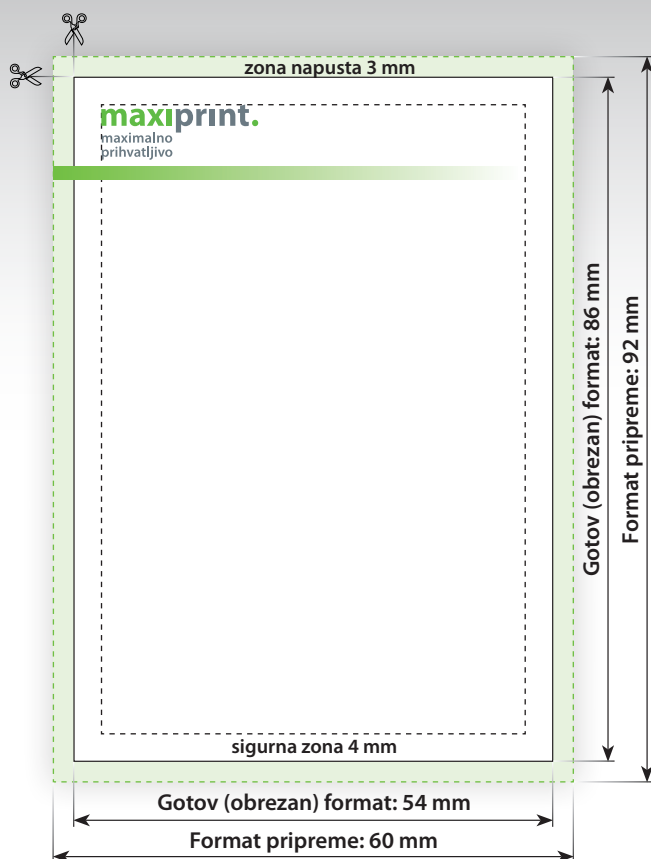 zona napusta 3 mm
maxiprint.
maximalno
prihvatljivo
Gotov (obrezan) format: 86 mm
Format pripreme: 92 mm
sigurna zona 4 mm
Gotov (obrezan) format: 54 mm
Format pripreme: 60 mm